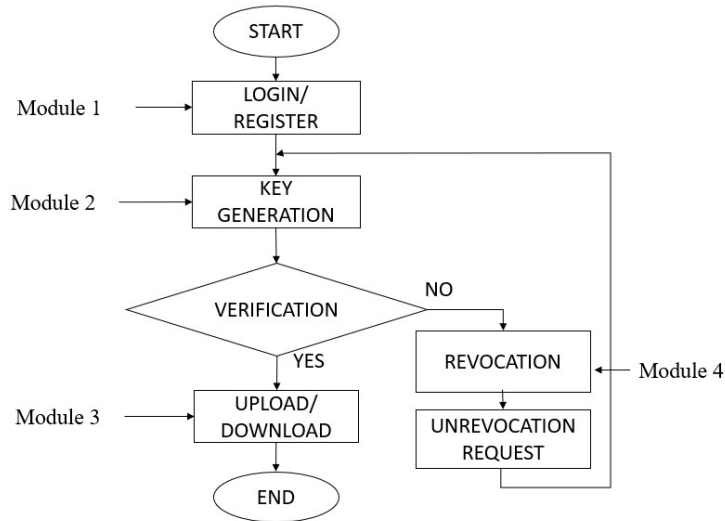 START
Module 1
LOGIN/
REGISTER
Module 2
KEY
GENERATION
VERIFICATION
NO
YES
REVOCATION
Module 4
Module 3
UPLOAD/
DOWNLOAD
UNREVOCATION
REQUEST
END